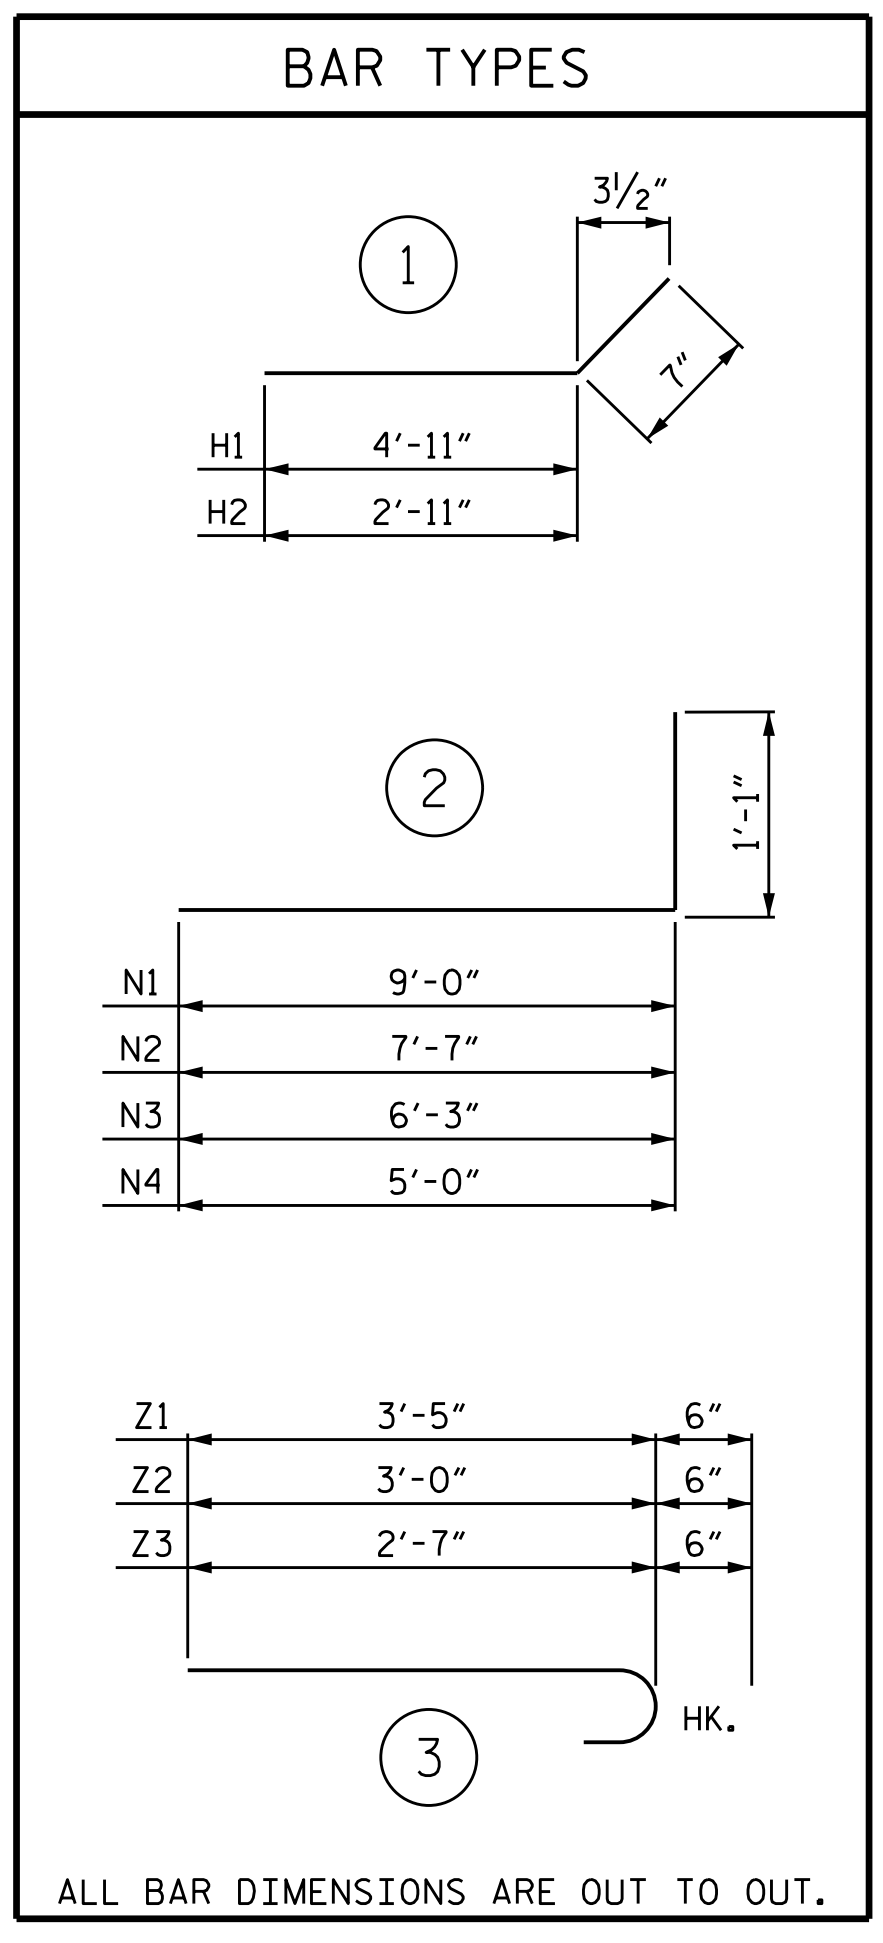 BAR TYPES
3 1/2"
1
7"
H1 4'-11"
H2 2'-11"
2
1'-1"
N1 9'-0"
N2 7'-7"
N3 6'-3"
N4 5'-0"
Z1 3'-5" 6"
Z2 3'-0" 6"
Z3 2'-7" 6"
HK.
3
ALL BAR DIMENSIONS ARE OUT TO OUT.